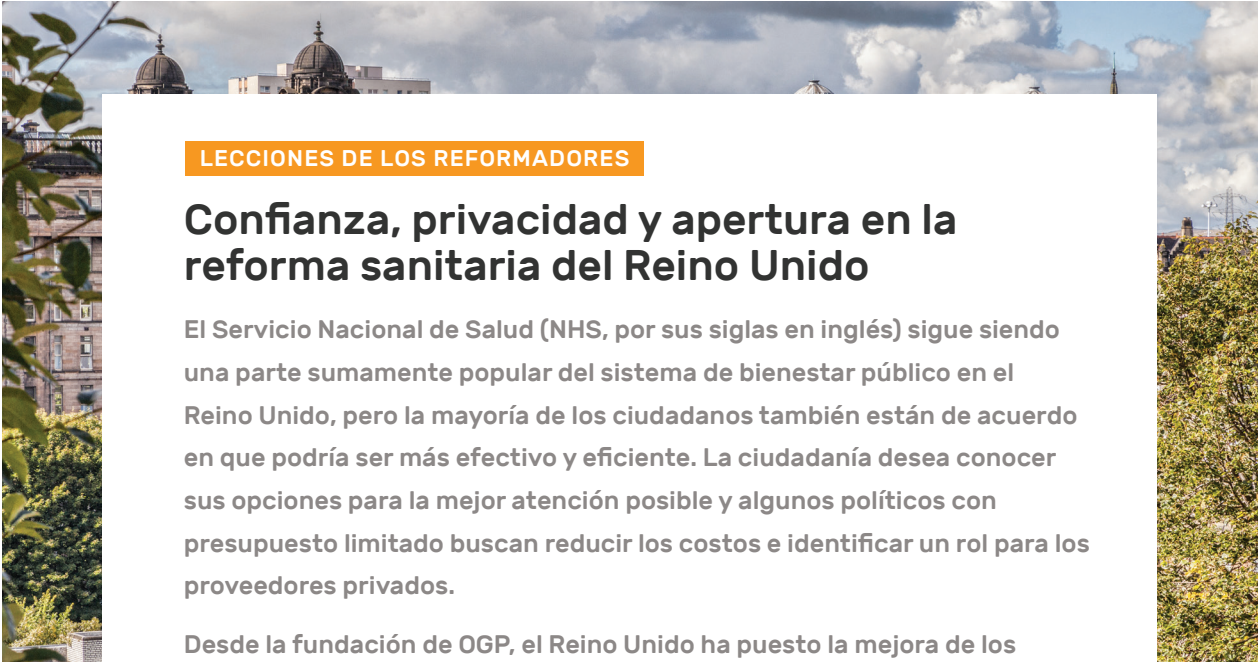 LECCIONES DE LOS REFORMADORES
Confianza, privacidad y apertura en la
reforma sanitaria del Reino Unido
El Servicio Nacional de Salud (NHS, por sus siglas en inglés) sigue siendo
una parte sumamente popular del sistema de bienestar público en el
Reino Unido, pero la mayoría de los ciudadanos también están de acuerdo
en que podría ser más efectivo y eficiente. La ciudadanía desea conocer
sus opciones para la mejor atención posible y algunos políticos con
presupuesto limitado buscan reducir los costos e identificar un rol para los
proveedores privados.
Desde la fundación de OGP, el Reino Unido ha puesto la mejora de los